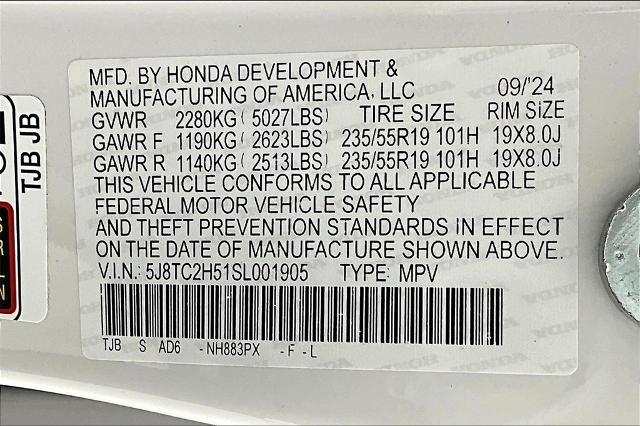 MFD. BY HONDA DEVELOPMENT &
MANUFACTURING OF AMERICA, LLC 09/'24
GVWR 2280KG( 5027LBS) TIRE SIZE RIM SIZE
GAWR F 1190KG( 2623LBS) 235/55R19 101H 19X8.0J
GAWR R 1140KG( 2513LBS) 235/55R19 101H 19X8.0J
THIS VEHICLE CONFORMS TO ALL APPLICABLE
FEDERAL MOTOR VEHICLE SAFETY
AND THEFT PREVENTION STANDARDS IN EFFECT
ON THE DATE OF MANUFACTURE SHOWN ABOVE.
V.I.N.: 5J8TC2H51SL001905 TYPE: MPV
TJB S AD6 - NH883PX - F - L
TJB JB